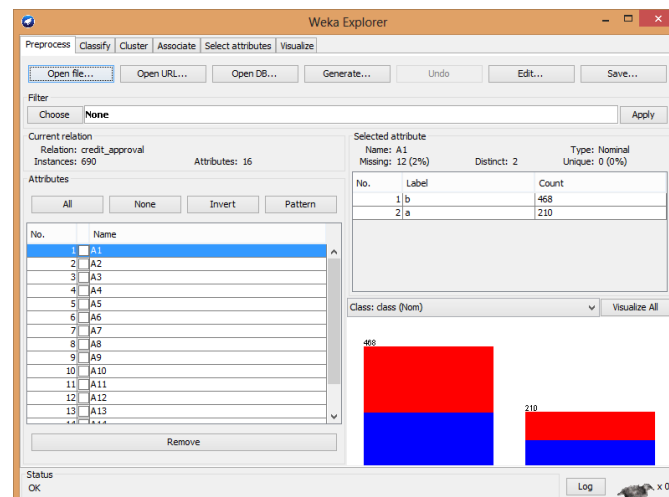 Weka Explorer
Preprocess Classify Cluster Associate Select attributes Visualize
Open file... Open URL... Open DB... Generate... Undo Edit... Save...
Filter
Choose None Apply
Current relation
Relation: credit_approval
Instances: 690 Attributes: 16
Selected attribute
Name: A1 Type: Nominal
Missing: 12 (2%) Distinct: 2 Unique: 0 (0%)
Attributes
All None Invert Pattern
No. Name
1 A1
2 A2
3 A3
4 A4
5 A5
6 A6
7 A7
8 A8
9 A9
10 A10
11 A11
12 A12
13 A13
Remove
No. Label Count
1 b 468
2 a 210
Class: class (Nom) Visualize All
468
210
Status
OK
Log x 0